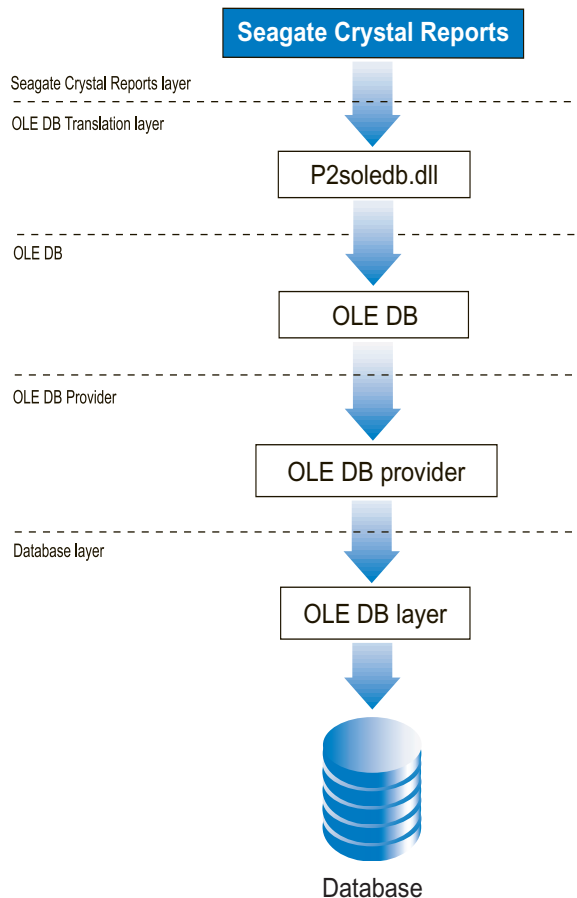 Seagate Crystal Reports
Seagate Crystal Reports layer
OLE DB Translation layer
P2soledb.dll
OLE DB
OLE DB
OLE DB Provider
OLE DB provider
Database layer
OLE DB layer
Database